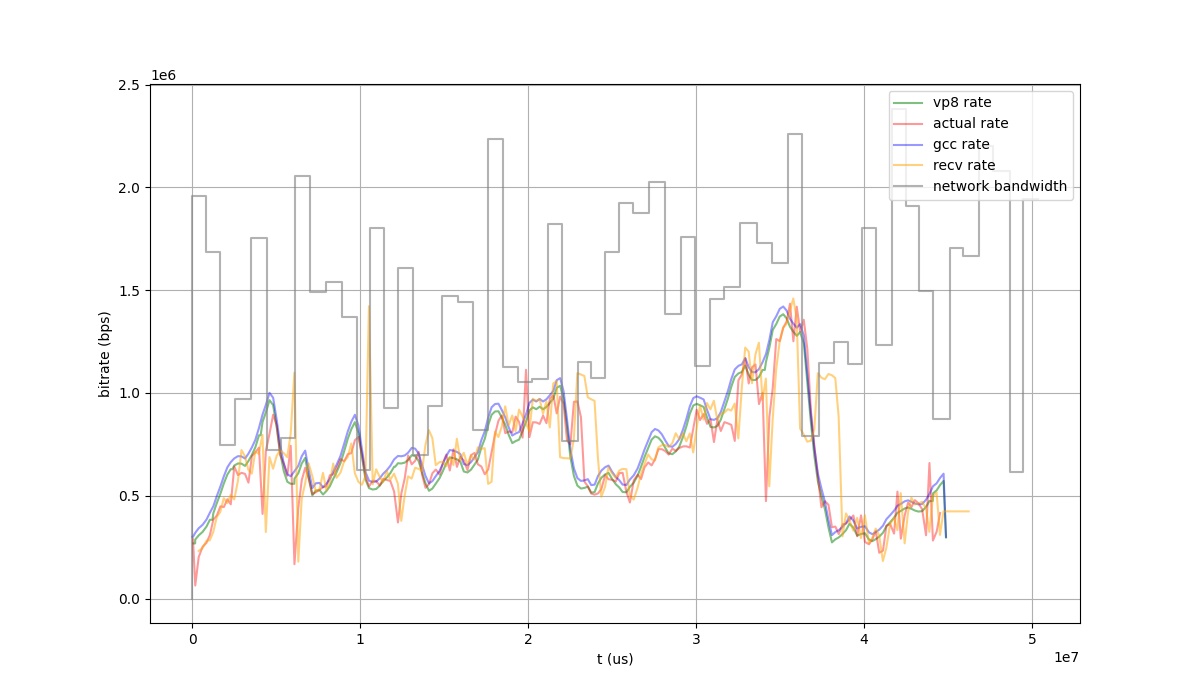 1e6
2.5
2.0
1.5
1.0
0.5
0.0
bitrate (bps)
vp8 rate
actual rate
gcc rate
recv rate
network bandwidth
0 1 2 3 4 5
1e7
t (us)